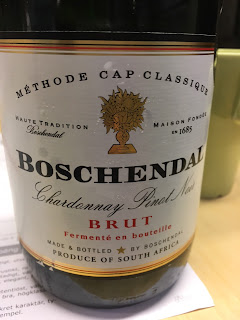 MÉTHODE CAP CLASSIQUE
HAUTE TRADITION
Boschendal
MAISON FONDÉE
EN 1685
BOSCHENDAL
Chardonnay Pinot Noir
BRUT
Fermenté en bouteille
MADE & BOTTLED ★ BY BOSCHENDAL
PRODUCE OF SOUTH AFRICA